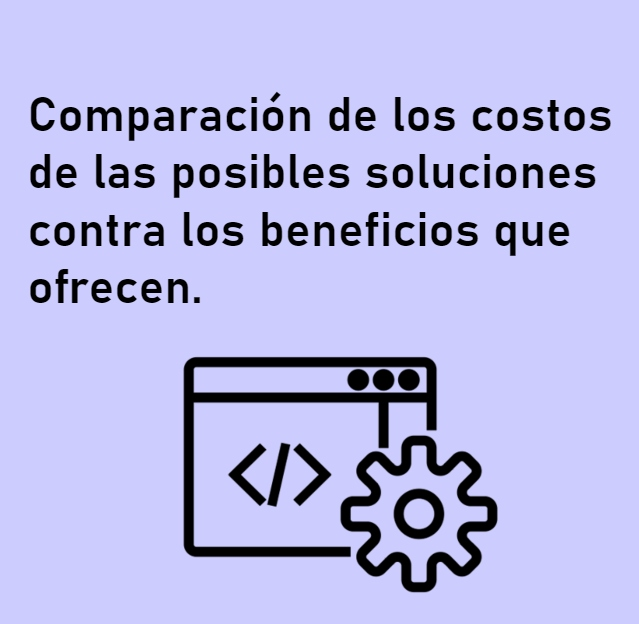 Comparación de los costos
de las posibles soluciones
contra los beneficios que
ofrecen.
</>